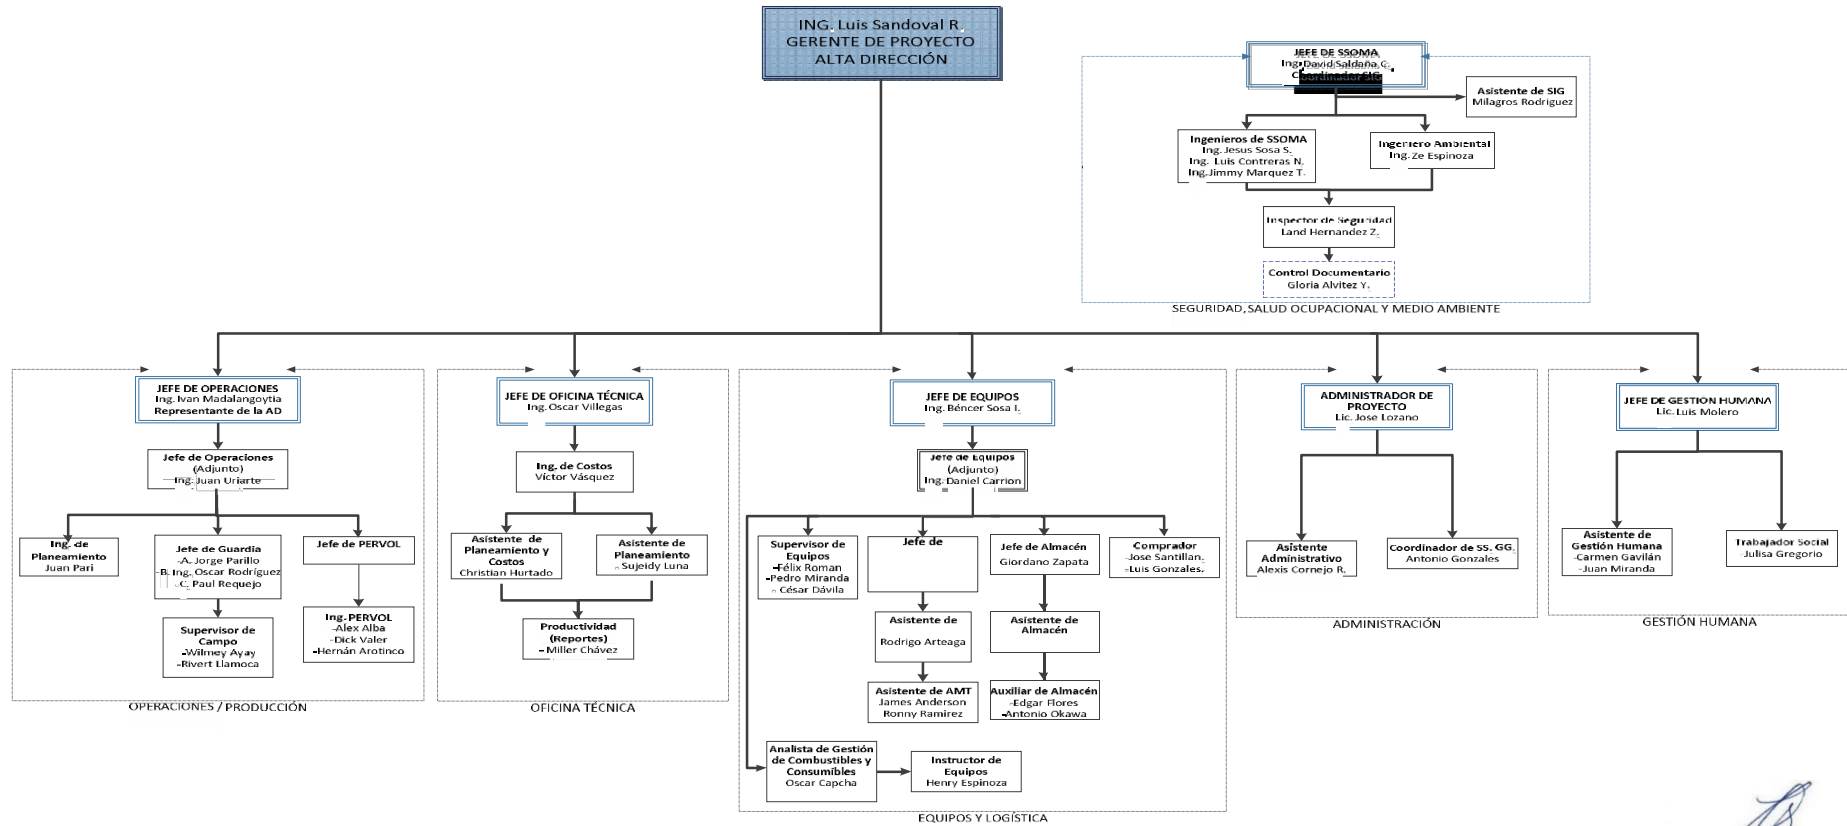 ING. Luis Sandoval R.
GERENTE DE PROYECTO
ALTA DIRECCIÓN
JEFE DE SSOMA
Ing. David Saldaña C.
Coordinador SIG
Asistente de SIG
Milagros Rodriguez
Ingenieros de SSOMA
Ing. Jesus Sosa S.
Ing. Luis Contreras N.
Ing. Jimmy Marquez T.
Ingeniero Ambiental
Ing. Ze Espinoza
Inspector de Seguridad
Land Hernandez Z.
Control Documentario
Gloria Alvitez Y.
SEGURIDAD, SALUD OCUPACIONAL Y MEDIO AMBIENTE
JEFE DE OPERACIONES
Ing. Ivan Madalangoytia
Representante de la AD
Jefe de Operaciones
(Adjunto)
Ing. Juan Uriarte
Ing. de
Planeamiento
Juan Pari
Jefe de Guardia
-A. Jorge Parillo
-B. Ing. Oscar Rodríguez
-C. Paul Requejo
Jefe de PERVOL
Supervisor de
Campo
-Wilmey Ayay
-Rivert Llamoca
Ing. PERVOL
-Alex Alba
-Dick Valer
-Hernán Arotinco
OPERACIONES / PRODUCCIÓN
JEFE DE OFICINA TÉCNICA
Ing. Oscar Villegas
Ing. de Costos
Víctor Vásquez
Asistente de
Planeamiento y
Costos
Christian Hurtado
Asistente de
Planeamiento
- Sujeidy Luna
Productividad
(Reportes)
- Miller Chávez
OFICINA TÉCNICA
JEFE DE EQUIPOS
Ing. Béncer Sosa I.
Jefe de Equipos
(Adjunto)
Ing. Daniel Carrion
Supervisor de
Equipos
-Félix Roman
-Pedro Miranda
- César Dávila
Jefe de
Jefe de Almacén
Giordano Zapata
Comprador
-Jose Santillan.
-Luis Gonzales.
Asistente de
Rodrigo Arteaga
Asistente de
Almacén
Asistente de AMT
James Anderson
Ronny Ramirez
Auxiliar de Almacén
-Edgar Flores
-Antonio Okawa
Analista de Gestión
de Combustibles y
Consumibles
Oscar Capcha
Instructor de
Equipos
Henry Espinoza
EQUIPOS Y LOGÍSTICA
ADMINISTRADOR DE
PROYECTO
Lic. Jose Lozano
Asistente
Administrativo
Alexis Cornejo R.
Coordinador de SS. GG.
Antonio Gonzales
ADMINISTRACIÓN
JEFE DE GESTION HUMANA
Lic. Luis Molero
Asistente de
Gestión Humana
-Carmen Gavilán
-Juan Miranda
Trabajador Social
-Julisa Gregorio
GESTIÓN HUMANA